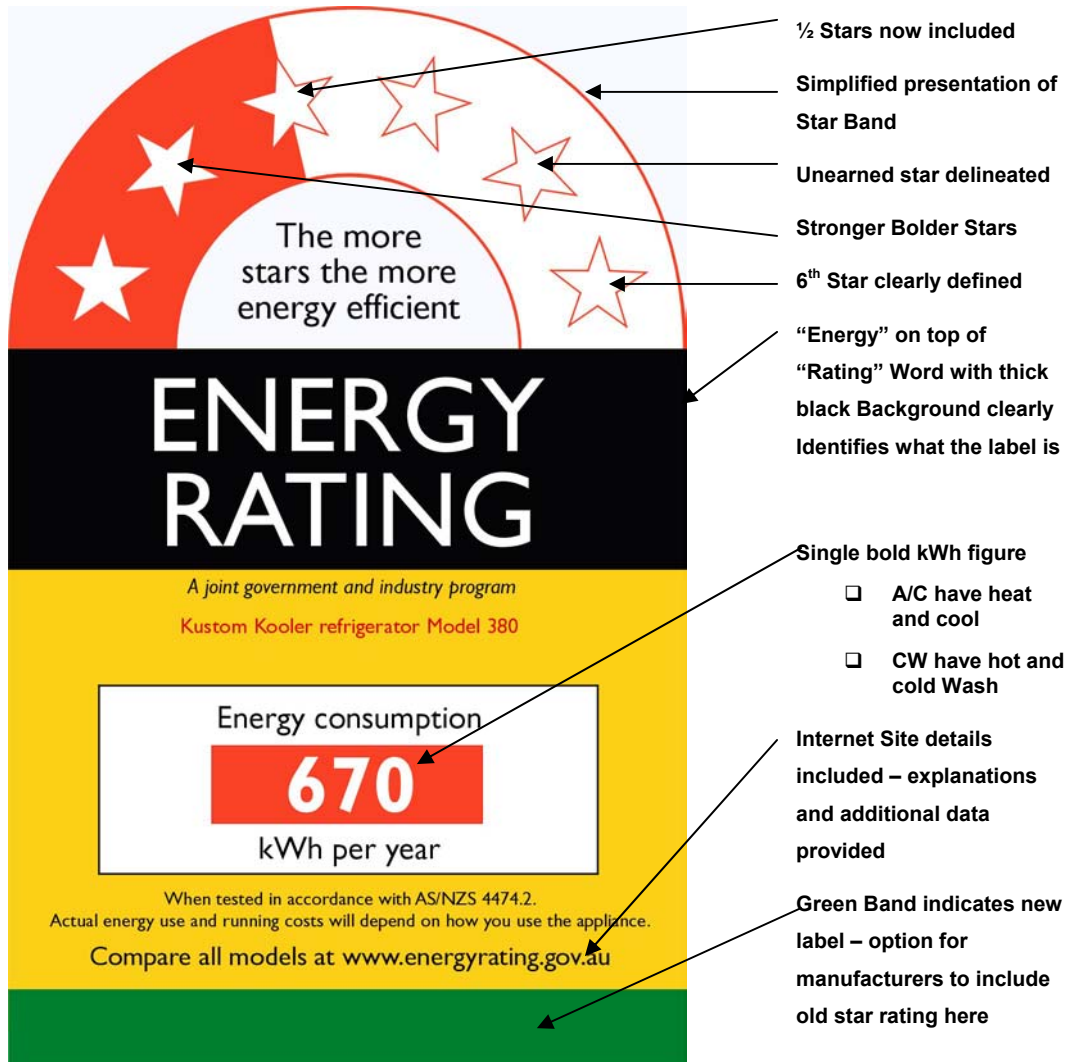 The more
stars the more
energy efficient
ENERGY
RATING
A joint government and industry program
Kustom Kooler refrigerator Model 380
Energy consumption
670
kWh per year
When tested in accordance with AS/NZS 4474.2.
Actual energy use and running costs will depend on how you use the appliance.
Compare all models at www.energyrating.gov.au
½ Stars now included
Simplified presentation of
Star Band
Unearned star delineated
Stronger Bolder Stars
6th Star clearly defined
“Energy” on top of
“Rating” Word with thick
black Background clearly
Identifies what the label is
Single bold kWh figure
❑ A/C have heat
and cool
❑ CW have hot and
cold Wash
Internet Site details
included – explanations
and additional data
provided
Green Band indicates new
label – option for
manufacturers to include
old star rating here